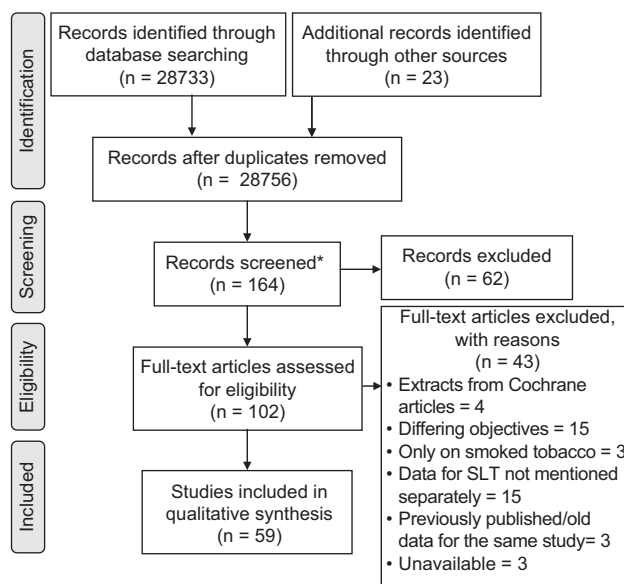 Identification
Records identified through
database searching
(n = 28733)
Additional records identified
through other sources
(n = 23)
Records after duplicates removed
(n = 28756)
Screening
Records screened*
(n = 164)
Records excluded
(n = 62)
Eligibility
Full-text articles assessed
for eligibility
(n = 102)
Full-text articles excluded,
with reasons
(n = 43)
• Extracts from Cochrane
articles = 4
• Differing objectives = 15
• Only on smoked tobacco = 3
• Data for SLT not mentioned
separately = 15
• Previously published/old
data for the same study= 3
• Unavailable = 3
Included
Studies included in
qualitative synthesis
(n = 59)